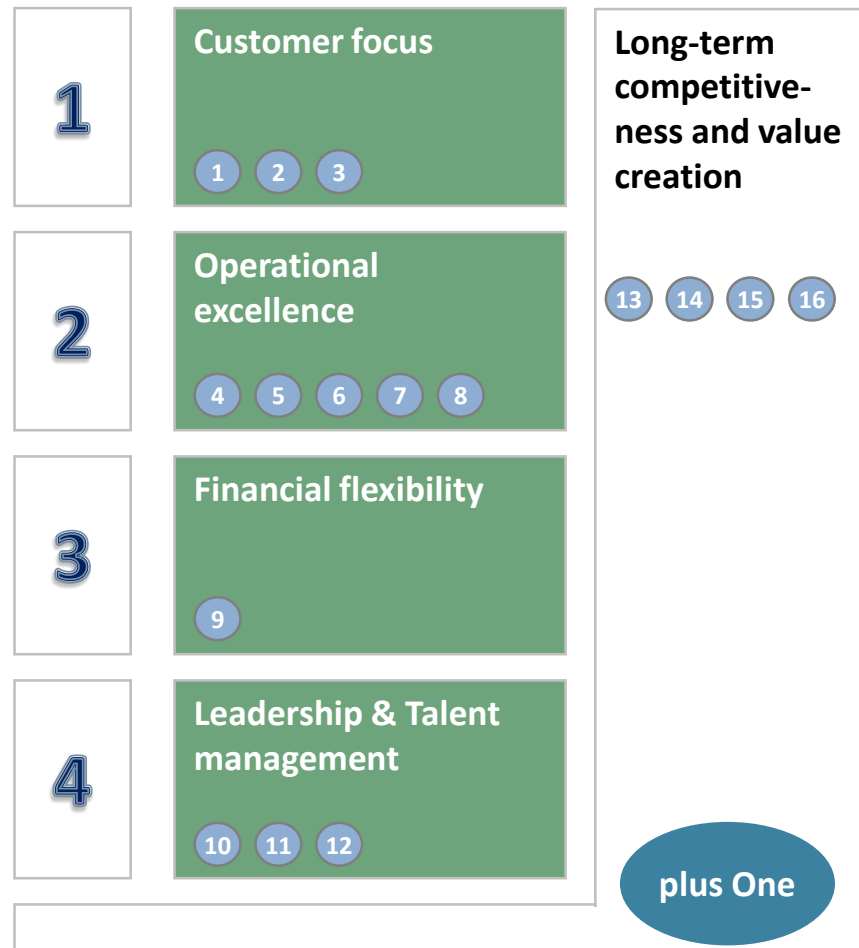 1
Customer focus
1 2 3
2
Operational
excellence
4 5 6 7 8
3
Financial flexibility
9
4
Leadership & Talent
management
10 11 12
Long-term
competitive-
ness and value
creation
13 14 15 16
plus One